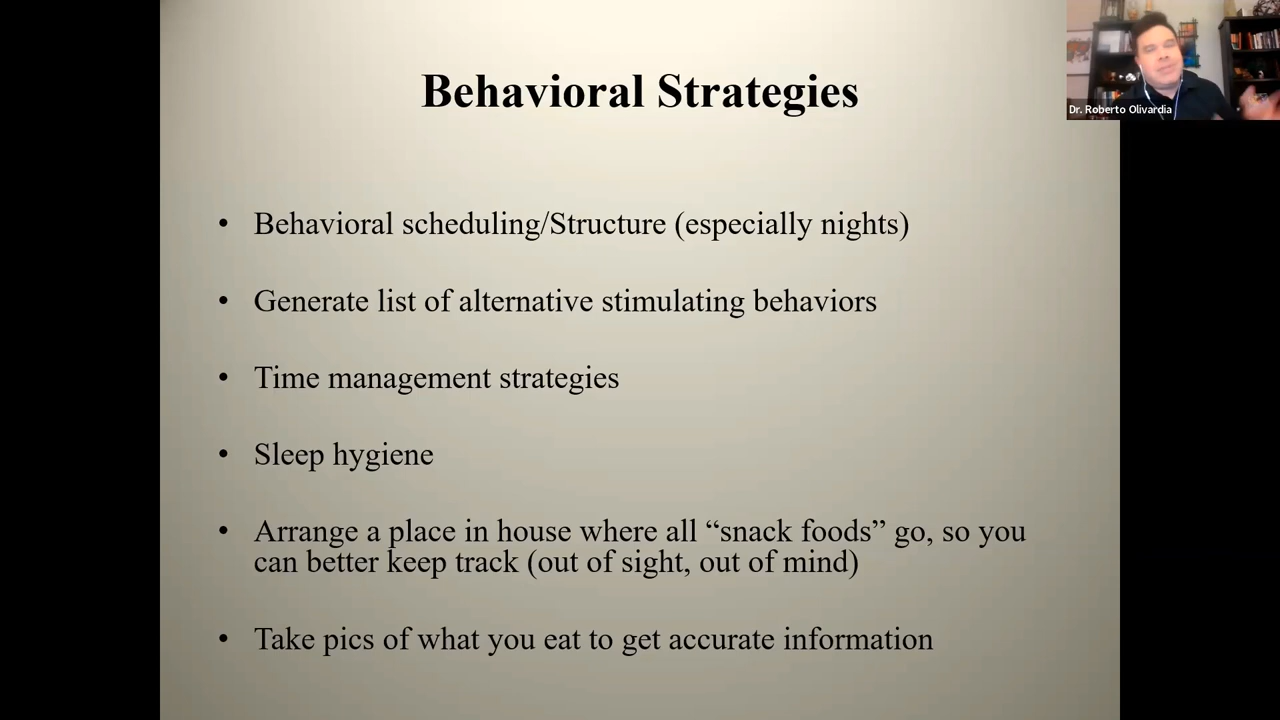 Behavioral Strategies
Dr. Roberto Olivardia
• Behavioral scheduling/Structure (especially nights)
• Generate list of alternative stimulating behaviors
• Time management strategies
• Sleep hygiene
• Arrange a place in house where all “snack foods” go, so you
can better keep track (out of sight, out of mind)
• Take pics of what you eat to get accurate information